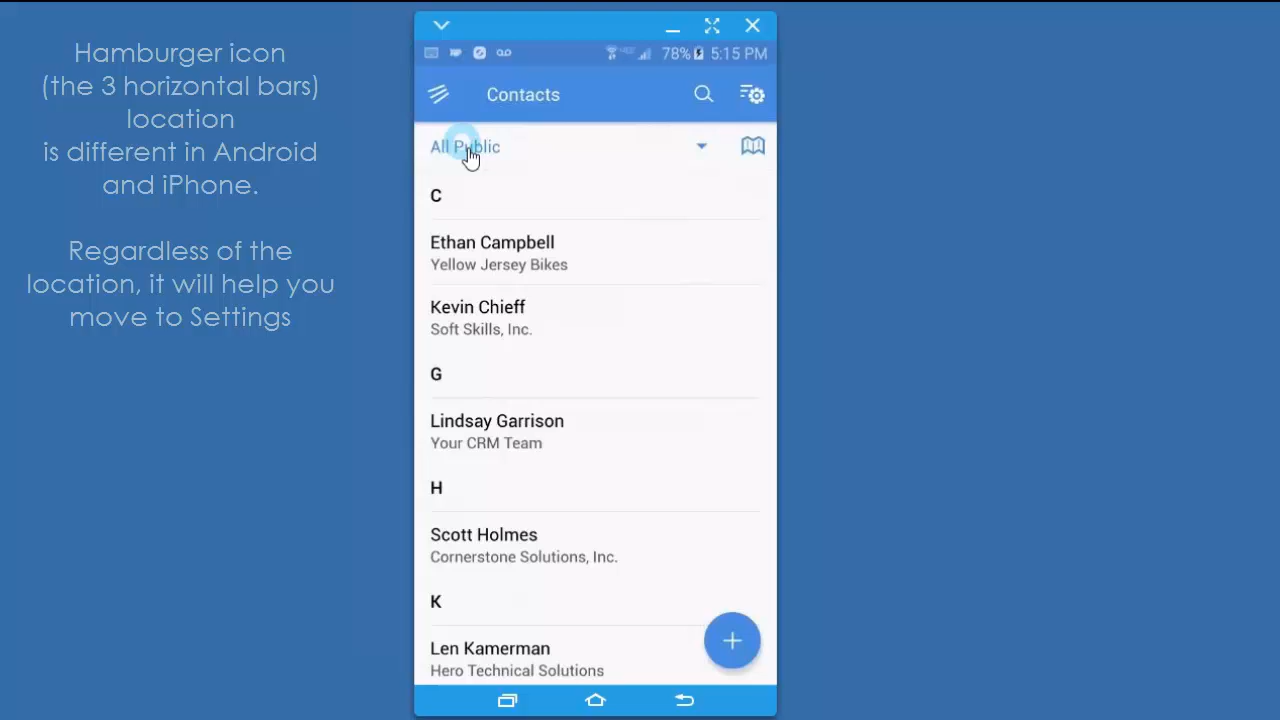 Hamburger icon
(the 3 horizontal bars)
location
is different in Android
and iPhone.
Regardless of the
location, it will help you
move to Settings
78% 5:15 PM
Contacts
All Public
C
Ethan Campbell
Yellow Jersey Bikes
Kevin Chieff
Soft Skills, Inc.
G
Lindsay Garrison
Your CRM Team
H
Scott Holmes
Cornerstone Solutions, Inc.
K
Len Kamerman
Hero Technical Solutions